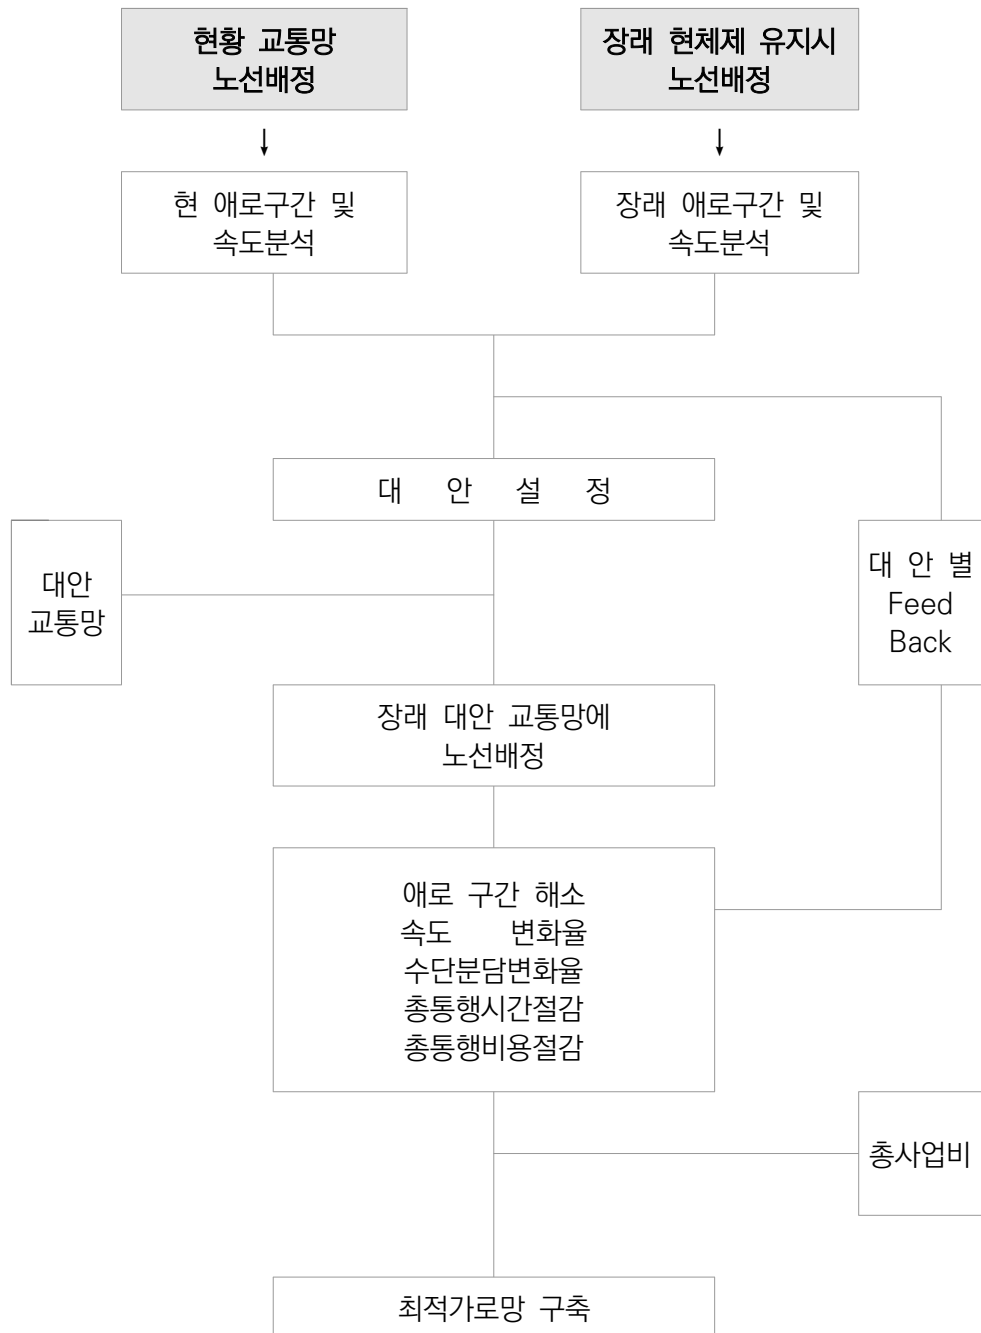 현황 교통망
노선배정
장래 현체제 유지시
노선배정
현 애로구간 및
속도분석
장래 애로구간 및
속도분석
대 안 설 정
대안
교통망
대 안 별
Feed
Back
장래 대안 교통망에
노선배정
애로 구간 해소
속도 변화율
수단분담변화율
총통행시간절감
총통행비용절감
총사업비
최적가로망 구축